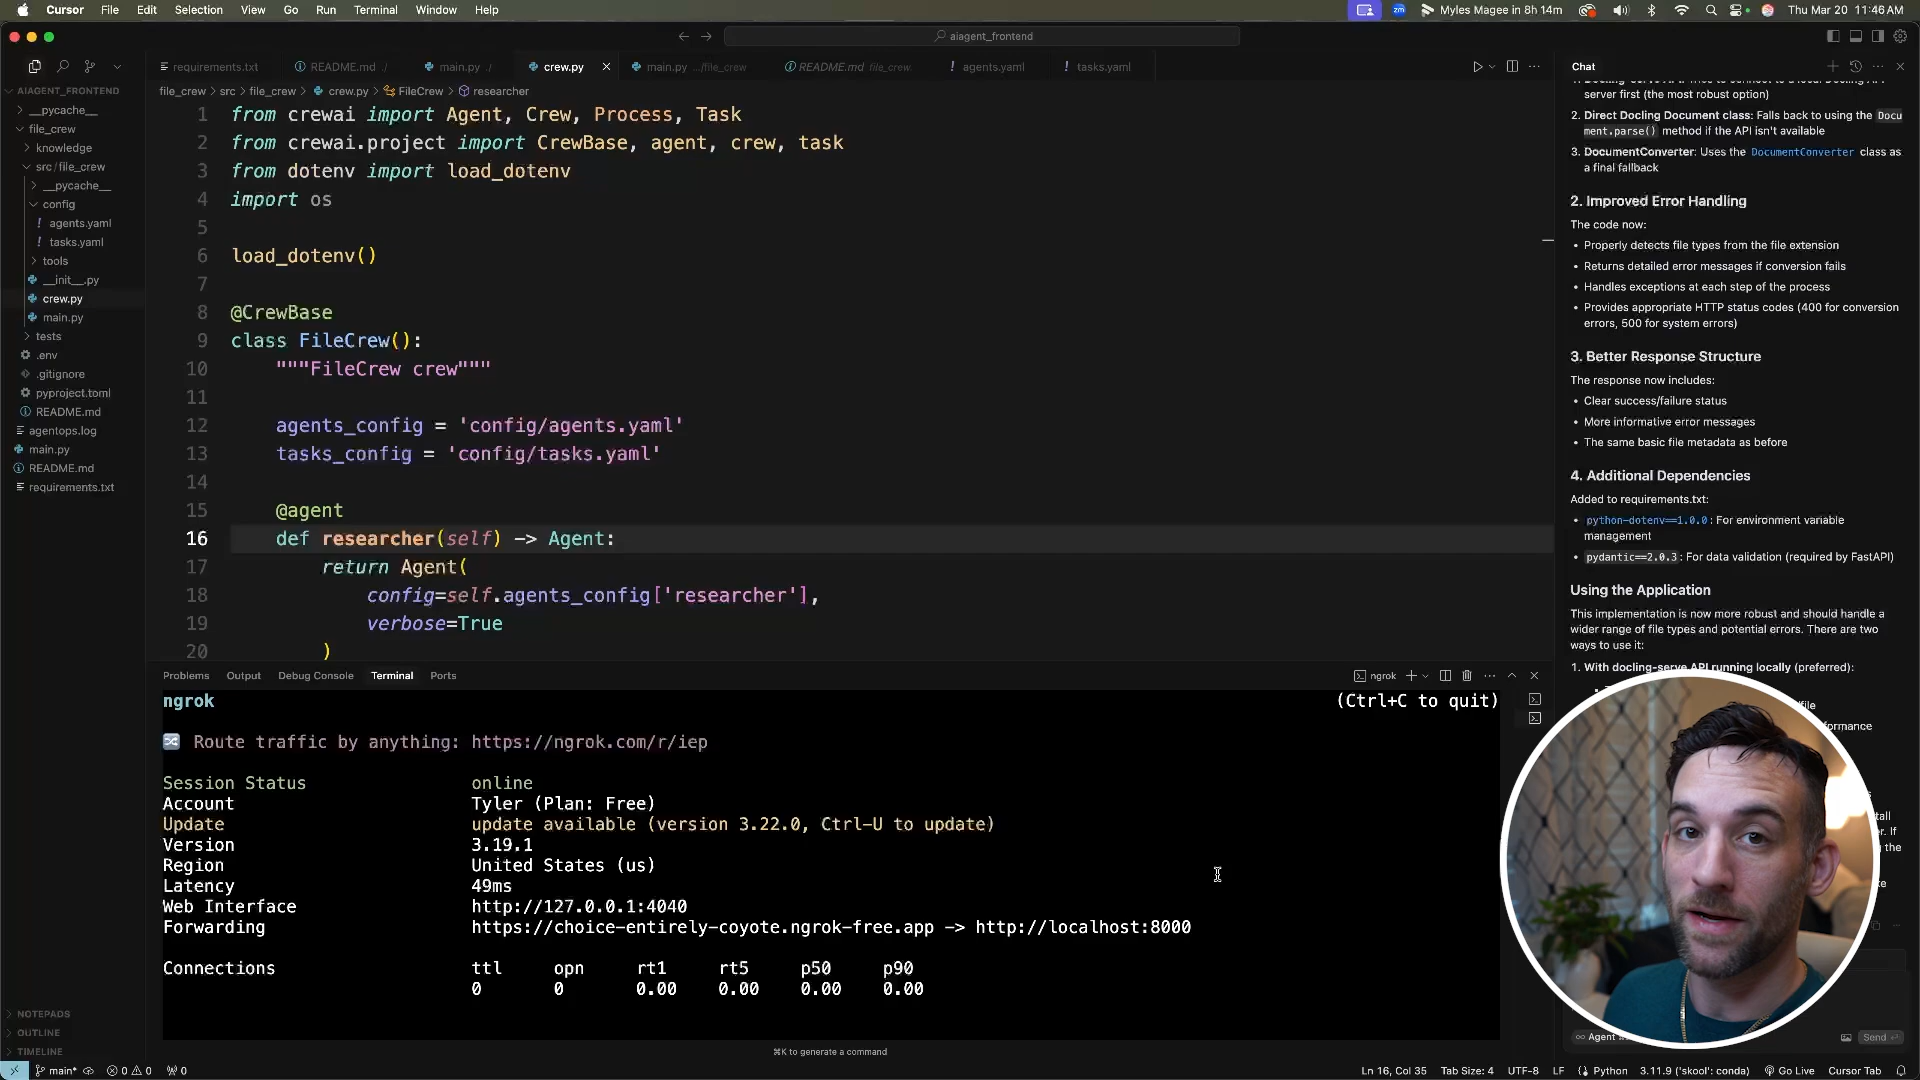 Cursor File Edit Selection View Go Run Terminal Window Help
Myles Magee in 8h 14m
Thu Mar 20 11:46 AM
aiagent_frontend
requirements.txt
README.md ./
main.py ./
crew.py
main.py .../file_crew
README.md file_crew
agents.yaml
tasks.yaml
AIAGENT_FRONTEND
__pycache__
file_crew
knowledge
src/file_crew
__pycache__
config
agents.yaml
tasks.yaml
tools
__init__.py
crew.py
main.py
tests
.env
.gitignore
pyproject.toml
README.md
agentops.log
main.py
README.md
requirements.txt
NOTEPADS
OUTLINE
TIMELINE
file_crew > src > file_crew > crew.py > FileCrew > researcher
1 from crewai import Agent, Crew, Process, Task
2 from crewai.project import CrewBase, agent, crew, task
3 from dotenv import load_dotenv
4 import os
5
6 load_dotenv()
7
8 @CrewBase
9 class FileCrew():
10 """FileCrew crew"""
11
12 agents_config = 'config/agents.yaml'
13 tasks_config = 'config/tasks.yaml'
14
15 @agent
16 def researcher(self) -> Agent:
17 return Agent(
18 config=self.agents_config['researcher'],
19 verbose=True
20 )
Problems Output Debug Console Terminal Ports
ngrok
ngrok (Ctrl+C to quit)
Route traffic by anything: https://ngrok.com/r/iep
Session Status online
Account Tyler (Plan: Free)
Update update available (version 3.22.0, Ctrl-U to update)
Version 3.19.1
Region United States (us)
Latency 49ms
Web Interface http://127.0.0.1:4040
Forwarding https://choice-entirely-coyote.ngrok-free.app -> http://localhost:8000
Connections ttl opn rt1 rt5 p50 p90
0 0 0.00 0.00 0.00 0.00
⌘K to generate a command
Chat
server first (the most robust option)
2. Direct Docling Document class: Falls back to using the Docu
ment.parse() method if the API isn't available
3. DocumentConverter: Uses the DocumentConverter class as
a final fallback
2. Improved Error Handling
The code now:
• Properly detects file types from the file extension
• Returns detailed error messages if conversion fails
• Handles exceptions at each step of the process
• Provides appropriate HTTP status codes (400 for conversion
errors, 500 for system errors)
3. Better Response Structure
The response now includes:
• Clear success/failure status
• More informative error messages
• The same basic file metadata as before
4. Additional Dependencies
Added to requirements.txt:
• python-dotenv==1.0.0: For environment variable
management
• pydantic==2.0.3: For data validation (required by FastAPI)
Using the Application
This implementation is now more robust and should handle a
wider range of file types and potential errors. There are two
ways to use it:
1. With docling-serve API running locally (preferred):
Agent
Send
main* 0 0 0
Ln 16, Col 35 Tab Size: 4 UTF-8 LF Python 3.11.9 ('skool': conda) Go Live Cursor Tab